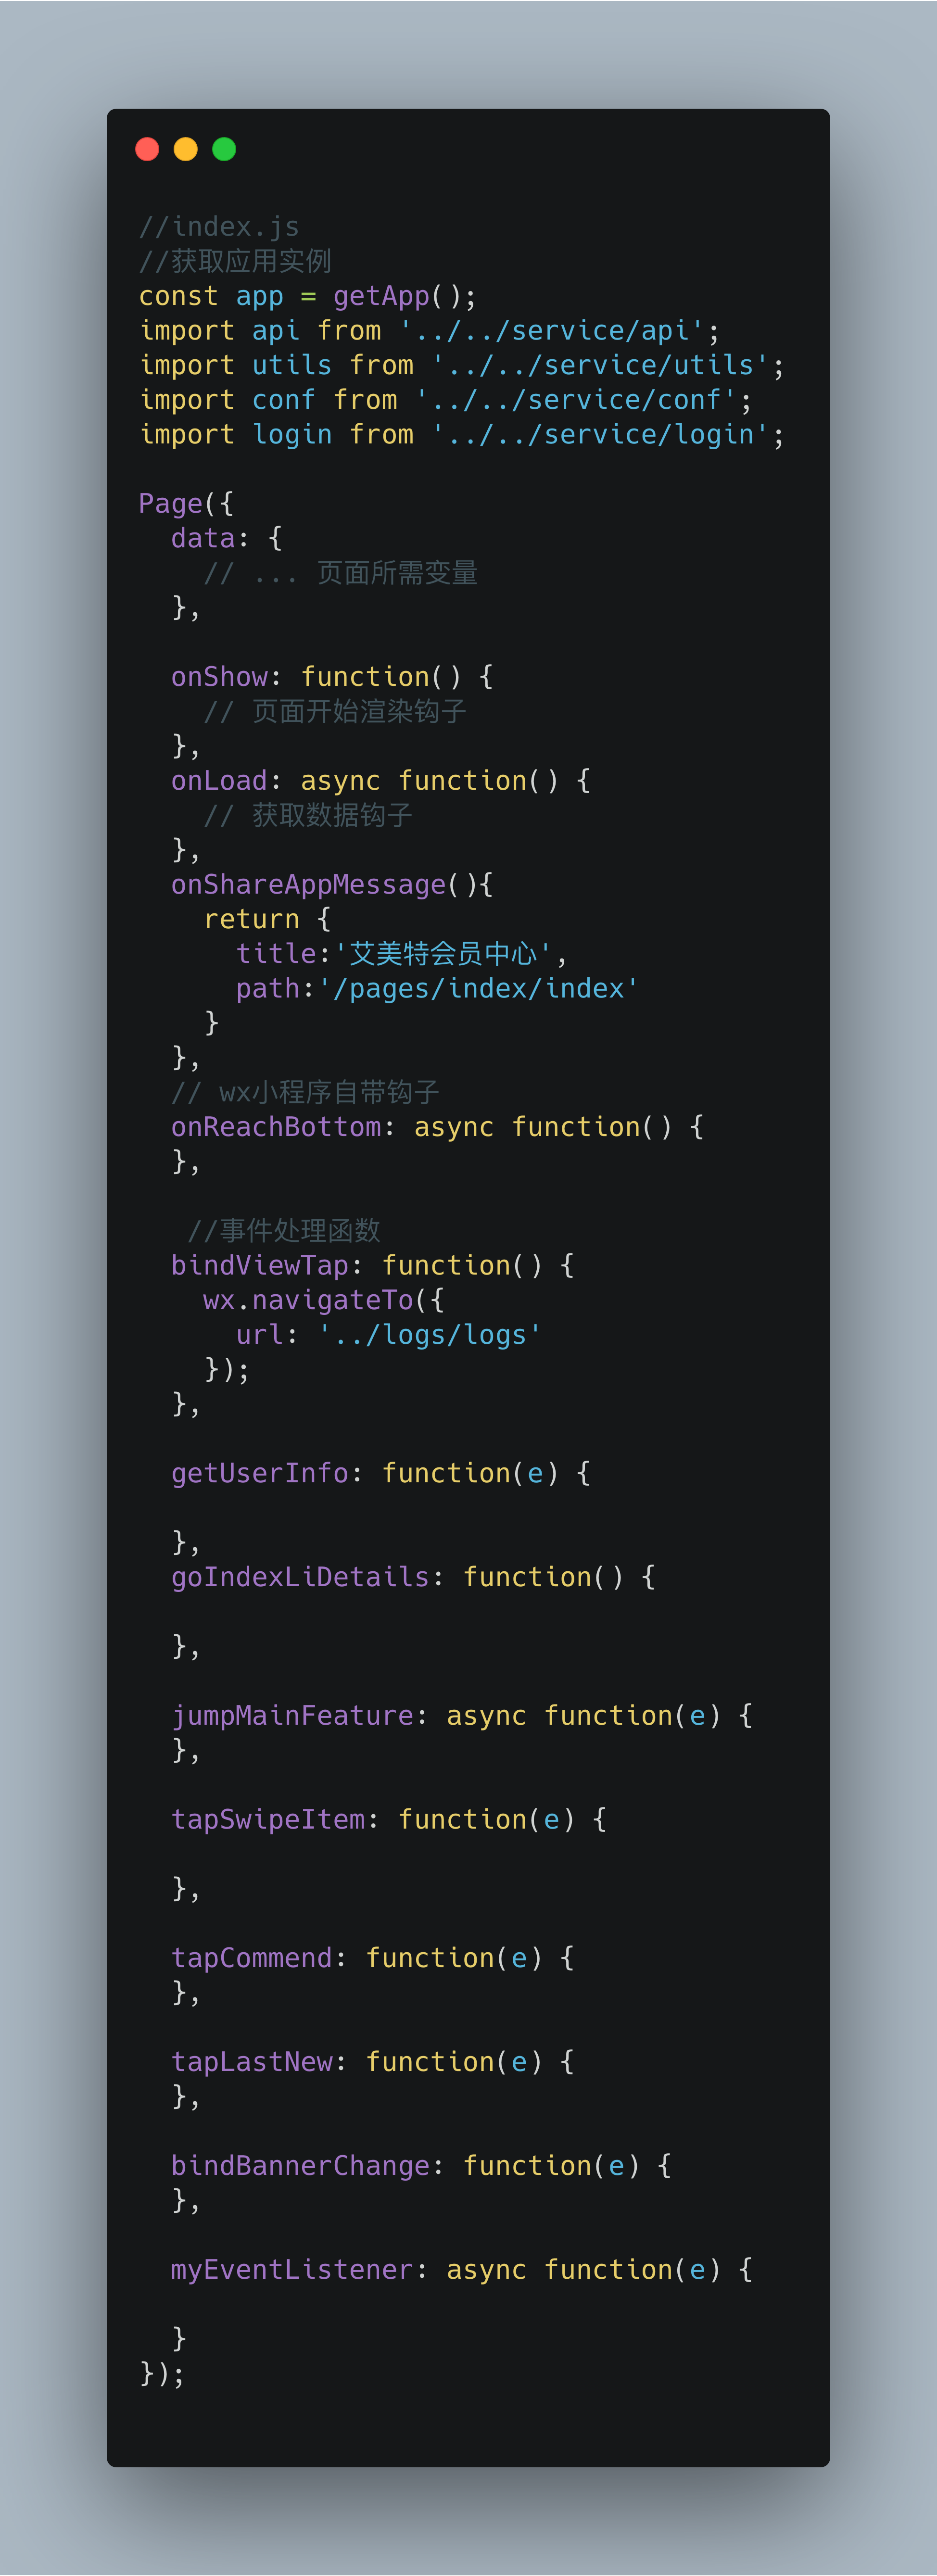 //index.js
//获取应用实例
const app = getApp();
import api from '../../service/api';
import utils from '../../service/utils';
import conf from '../../service/conf';
import login from '../../service/login';

Page({
  data: {
    // ... 页面所需变量
  },

  onShow: function() {
    // 页面开始渲染钩子
  },
  onLoad: async function() {
    // 获取数据钩子
  },
  onShareAppMessage(){
    return {
      title:'艾美特会员中心',
      path:'/pages/index/index'
    }
  },
  // wx小程序自带钩子
  onReachBottom: async function() {
  },

   //事件处理函数
  bindViewTap: function() {
    wx.navigateTo({
      url: '../logs/logs'
    });
  },

  getUserInfo: function(e) {

  },
  goIndexLiDetails: function() {

  },

  jumpMainFeature: async function(e) {
  },

  tapSwipeItem: function(e) {

  },

  tapCommend: function(e) {
  },

  tapLastNew: function(e) {
  },

  bindBannerChange: function(e) {
  },

  myEventListener: async function(e) {

  }
});